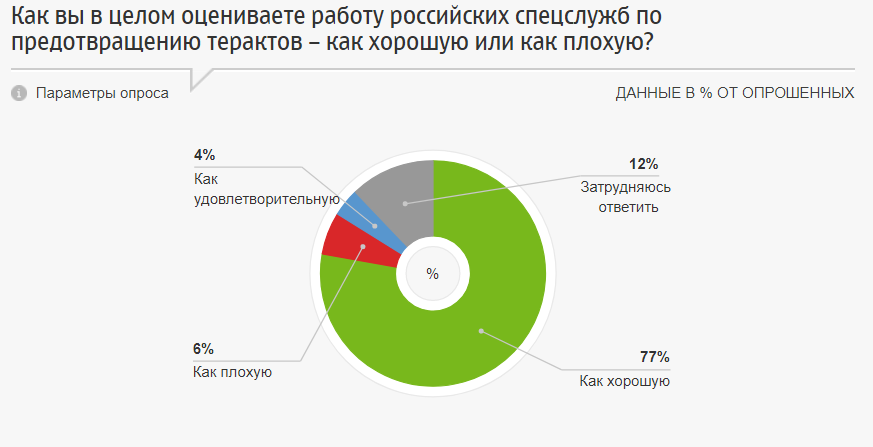 Как вы в целом оцениваете работу российских спецслужб по
предотвращению терактов – как хорошую или как плохую?
i Параметры опроса
ДАННЫЕ В % ОТ ОПРОШЕННЫХ
4%
Как
удовлетворительную
12%
Затрудняюсь
ответить
%
6%
Как плохую
77%
Как хорошую